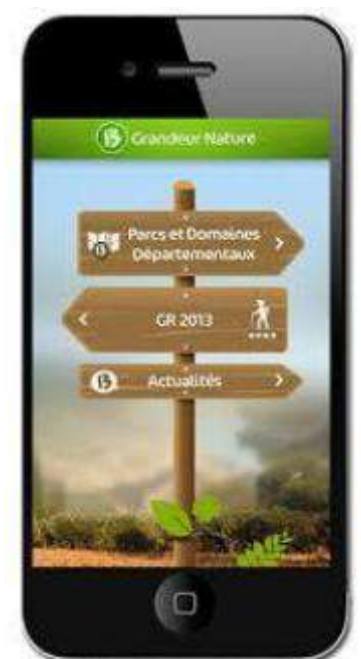 Grandeur Nature
Parcs et Domaines
Départementaux
GR 2013
Actualités